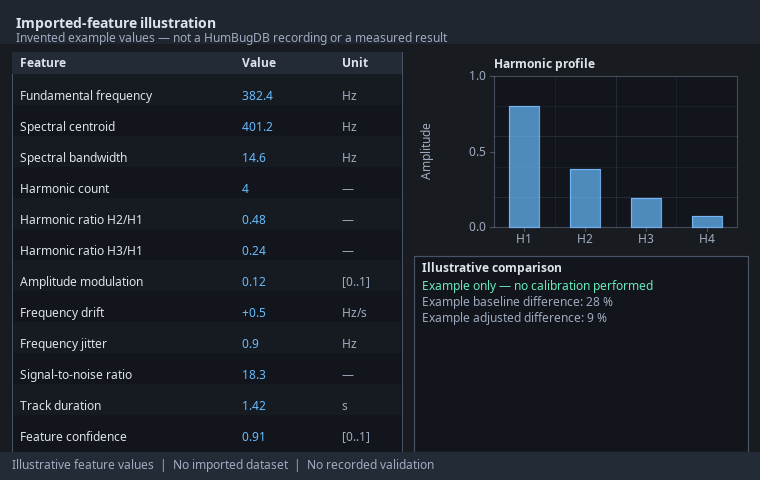 Imported-feature illustration
Invented example values — not a HumBugDB recording or a measured result
Feature Value Unit
Fundamental frequency 382.4 Hz
Spectral centroid 401.2 Hz
Spectral bandwidth 14.6 Hz
Harmonic count 4 —
Harmonic ratio H2/H1 0.48 —
Harmonic ratio H3/H1 0.24 —
Amplitude modulation 0.12 [0..1]
Frequency drift +0.5 Hz/s
Frequency jitter 0.9 Hz
Signal-to-noise ratio 18.3 —
Track duration 1.42 s
Feature confidence 0.91 [0..1]
Harmonic profile
Amplitude
1.0
0.5
0.0
H1 H2 H3 H4
Illustrative comparison
Example only — no calibration performed
Example baseline difference: 28 %
Example adjusted difference: 9 %
Illustrative feature values | No imported dataset | No recorded validation